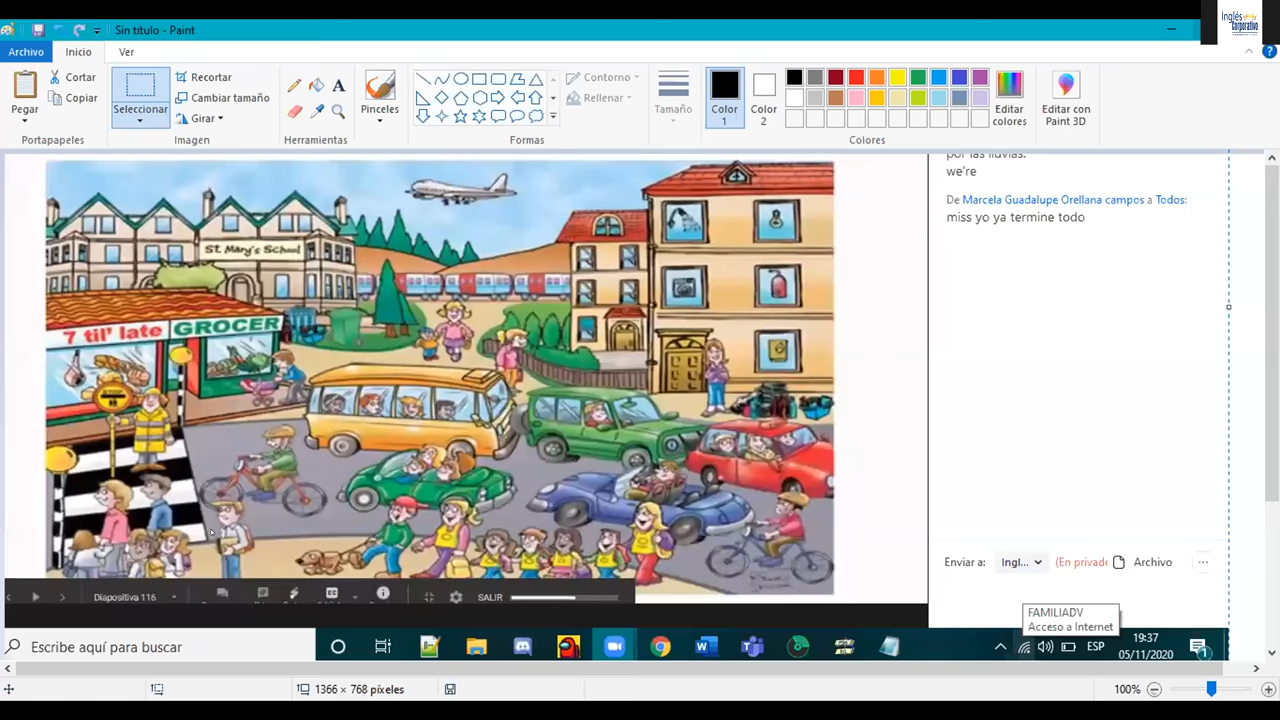 Sin título - Paint
Inglés
Corporativo
Archivo
Inicio
Ver
Pegar
Cortar
Copiar
Portapapeles
Seleccionar
Recortar
Cambiar tamaño
Girar
Imagen
A
Herramientas
Pinceles
Contorno
Rellenar
Formas
Tamaño
Color
1
Color
2
Editar
colores
Editar con
Paint 3D
Colores
St. Mary's School
7 til' late GROCER
por las lluvias.
we're
De Marcela Guadalupe Orellana campos a Todos:
miss yo ya termine todo
Enviar a:
Ingl...
(En privado
Archivo
...
FAMILIADV
Acceso a Internet
Diapositiva 116
SALIR
Escribe aquí para buscar
ESP
19:37
05/11/2020
1
1366 × 768 píxeles
100%